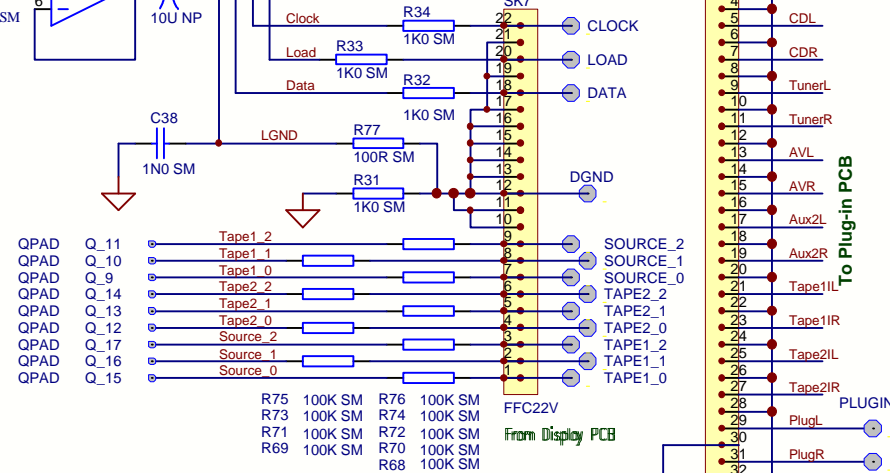 SM
6
10U NP
Clock
R34
1K0 SM
22
CLOCK
21
Load
R33
1K0 SM
20
LOAD
19
Data
R32
1K0 SM
18
DATA
17
16
15
14
13
C38
1N0 SM
LGND
R77
100R SM
R31
1K0 SM
12
DGND
11
10
QPAD Q_11 Tape1_2 9 SOURCE_2
QPAD Q_10 Tape1_1 8 SOURCE_1
QPAD Q_9 Tape1_0 7 SOURCE_0
QPAD Q_14 Tape2_2 6 TAPE2_2
QPAD Q_13 Tape2_1 5 TAPE2_1
QPAD Q_12 Tape2_0 4 TAPE2_0
QPAD Q_17 Source_2 3 TAPE1_2
QPAD Q_16 Source_1 2 TAPE1_1
QPAD Q_15 Source_0 1 TAPE1_0
R75 100K SM R76 100K SM
R73 100K SM R74 100K SM
R71 100K SM R72 100K SM
R69 100K SM R70 100K SM
R68 100K SM
FFC22V
From Display PCB
4
5 CDL
6
7 CDR
8
9 TunerL
10
11 TunerR
12
13 AVL
14
15 AVR
16
17 Aux2L
18
19 Aux2R
20
21 Tape1IL
22
23 Tape1IR
24
25 Tape2IL
26
27 Tape2IR
28
29 PlugL
30
31 PlugR
32
To Plug-in PCB
PLUGIN